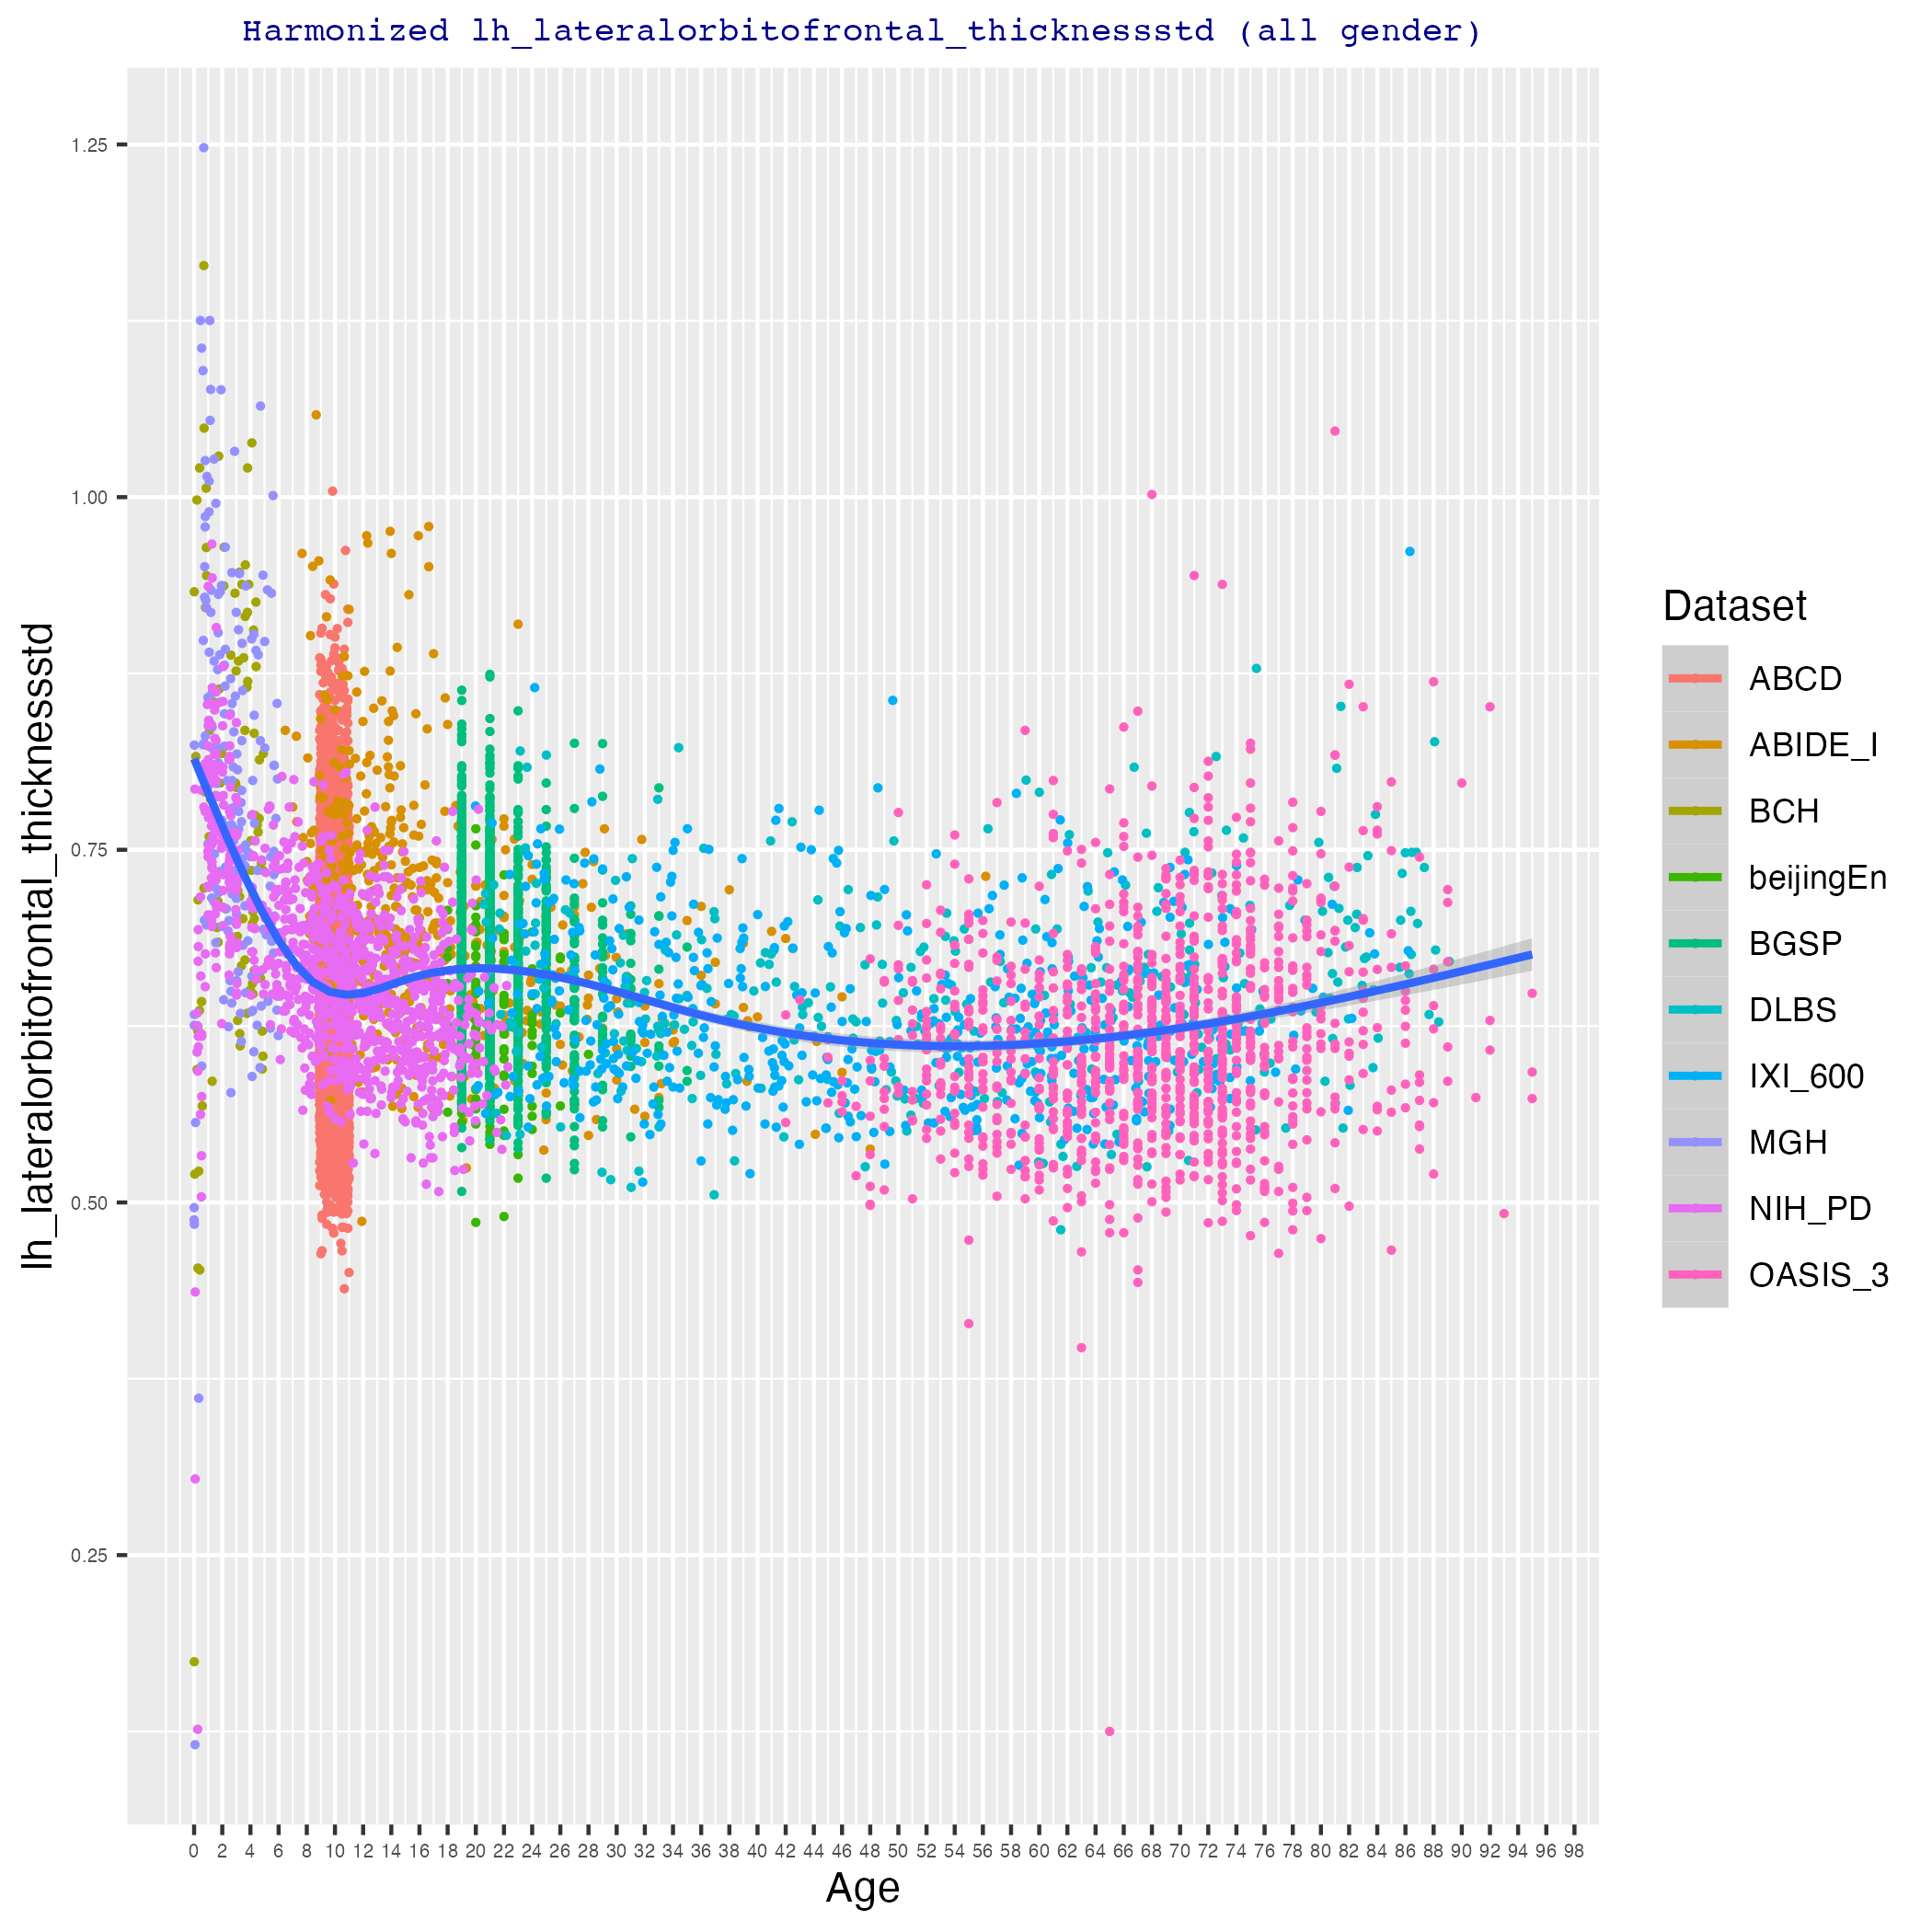 Harmonized lh_lateralorbitofrontal_thicknessstd (all gender)
lh_lateralorbitofrontal_thicknessstd
1.25
1.00
0.75
0.50
0.25
0 2 4 6 8 10 12 14 16 18 20 22 24 26 28 30 32 34 36 38 40 42 44 46 48 50 52 54 56 58 60 62 64 66 68 70 72 74 76 78 80 82 84 86 88 90 92 94 96 98
Age
Dataset
ABCD
ABIDE_I
BCH
beijingEn
BGSP
DLBS
IXI_600
MGH
NIH_PD
OASIS_3